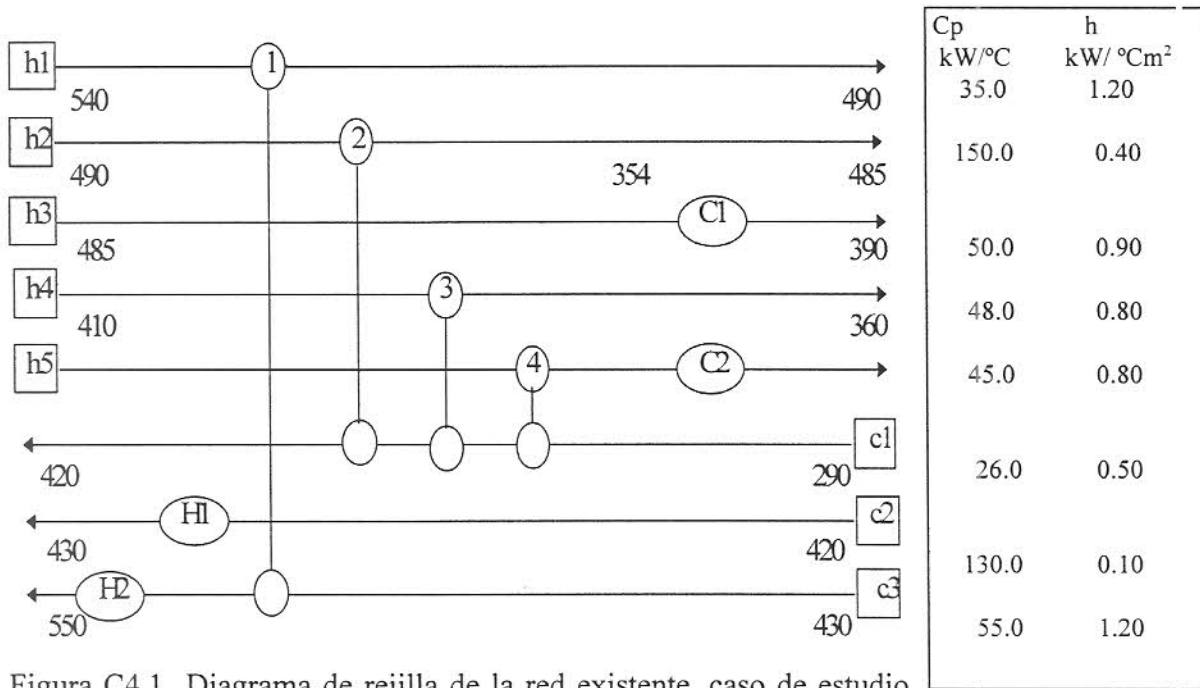 Cp h
kW/ºC kW/ ºCm²
h1 1 35.0 1.20
540 490
h2 2 150.0 0.40
490 354 485
h3 C1
485 390 50.0 0.90
h4 3 48.0 0.80
410 360
h5 4 C2 45.0 0.80
c1
420 290 26.0 0.50
H1 c2
430 420 130.0 0.10
H2 c3
550 430 55.0 1.20
Figura C4.1 Diagrama de rejilla de la red existente, caso de estudio